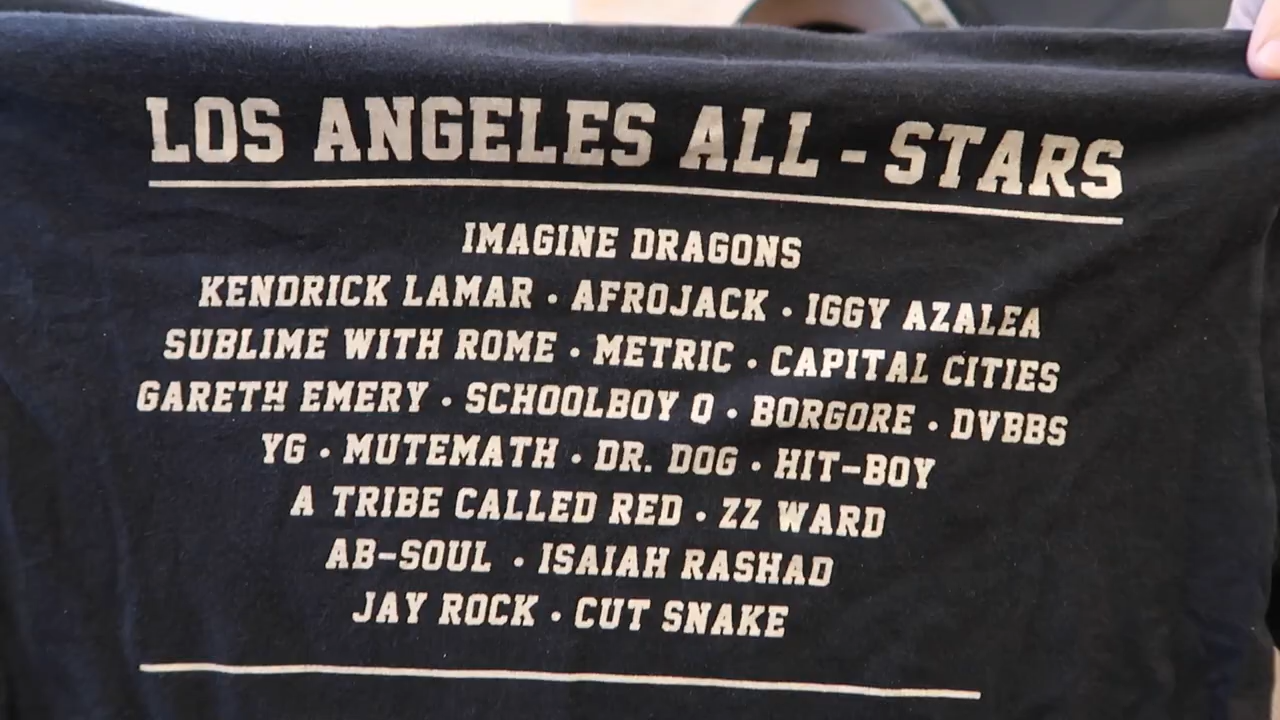 LOS ANGELES ALL - STARS
IMAGINE DRAGONS
KENDRICK LAMAR • AFROJACK • IGGY AZALEA
SUBLIME WITH ROME • METRIC • CAPITAL CITIES
GARETH EMERY • SCHOOLBOY Q • BORGORE • DVBBS
YG • MUTEMATH • DR. DOG • HIT-BOY
A TRIBE CALLED RED • ZZ WARD
AB-SOUL • ISAIAH RASHAD
JAY ROCK • CUT SNAKE